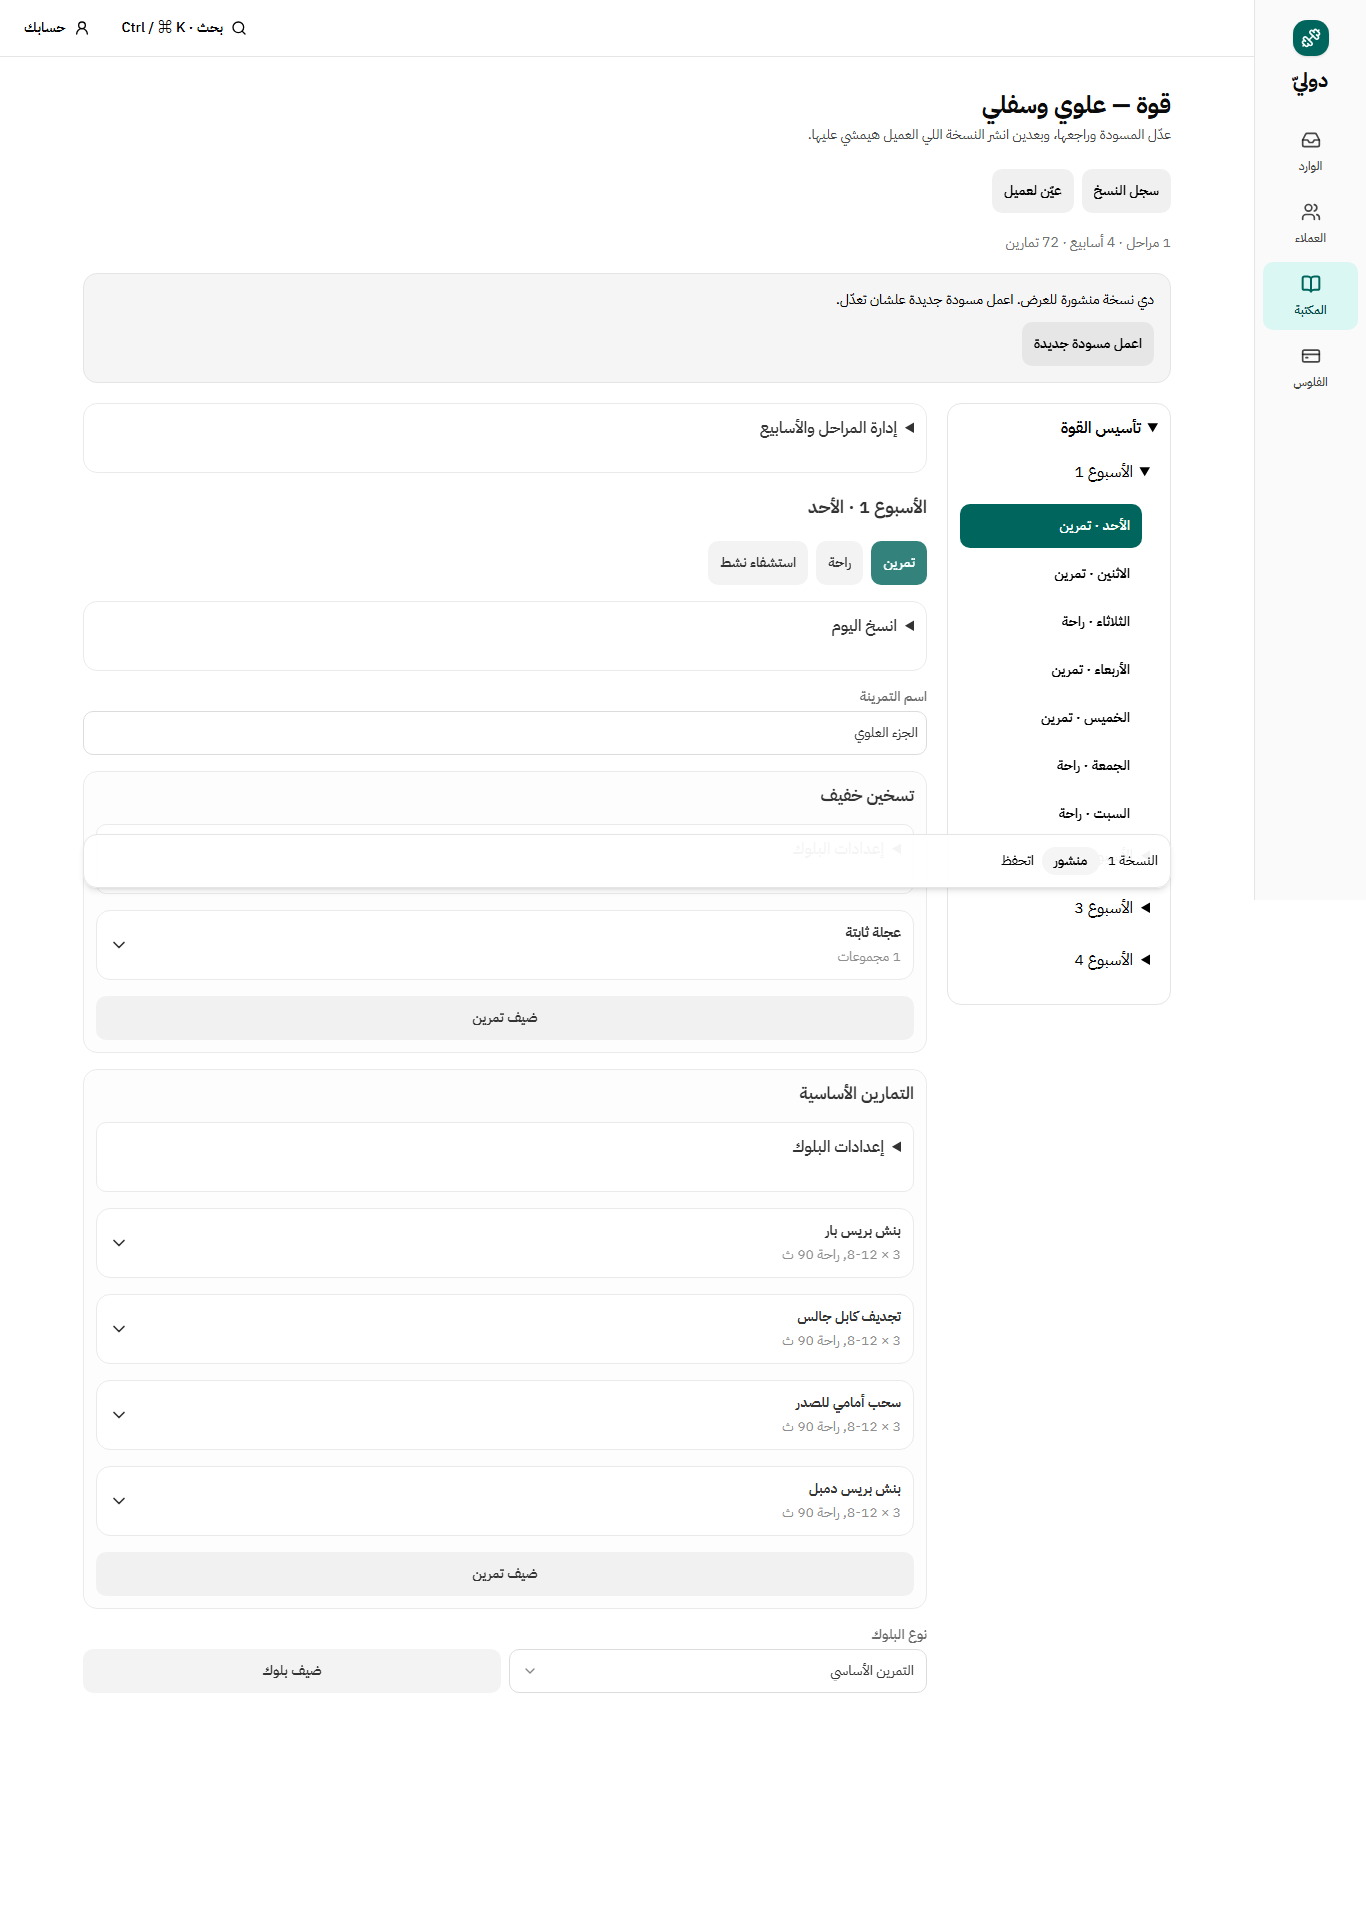 دوليّ
الوارد
العملاء
المكتبة
الفلوس
بحث · Ctrl / ⌘ K
حسابك
قوة — علوي وسفلي
عدّل المسودة وراجعها، وبعدين انشر النسخة اللي العميل هيمشي عليها.
سجل النسخ
عيّن لعميل
1 مراحل · 4 أسابيع · 72 تمارين
دي نسخة منشورة للعرض. اعمل مسودة جديدة علشان تعدّل.
اعمل مسودة جديدة
تأسيس القوة
الأسبوع 1
الأحد · تمرين
الاثنين · تمرين
الثلاثاء · راحة
الأربعاء · تمرين
الخميس · تمرين
الجمعة · راحة
السبت · راحة
الأسبوع 3
الأسبوع 4
إدارة المراحل والأسابيع
الأسبوع 1 · الأحد
تمرين
راحة
استشفاء نشط
انسخ اليوم
اسم التمرينة
الجزء العلوي
تسخين خفيف
إعدادات البلوك
النسخة 1
منشور
اتحفظ
عجلة ثابتة
1 مجموعات
ضيف تمرين
التمارين الأساسية
إعدادات البلوك
بنش بريس بار
3 × 12-8, راحة 90 ث
تجديف كابل جالس
3 × 12-8, راحة 90 ث
سحب أمامي للصدر
3 × 12-8, راحة 90 ث
بنش بريس دمبل
3 × 12-8, راحة 90 ث
ضيف تمرين
نوع البلوك
التمرين الأساسي
ضيف بلوك